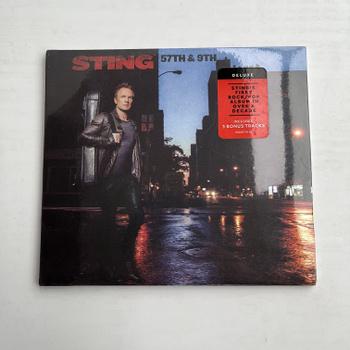 STING 57TH & 9TH
DELUXE
STING'S
FIRST
ROCK/POP
ALBUM IN
OVER A
DECADE
INCLUDES
3 BONUS TRACKS